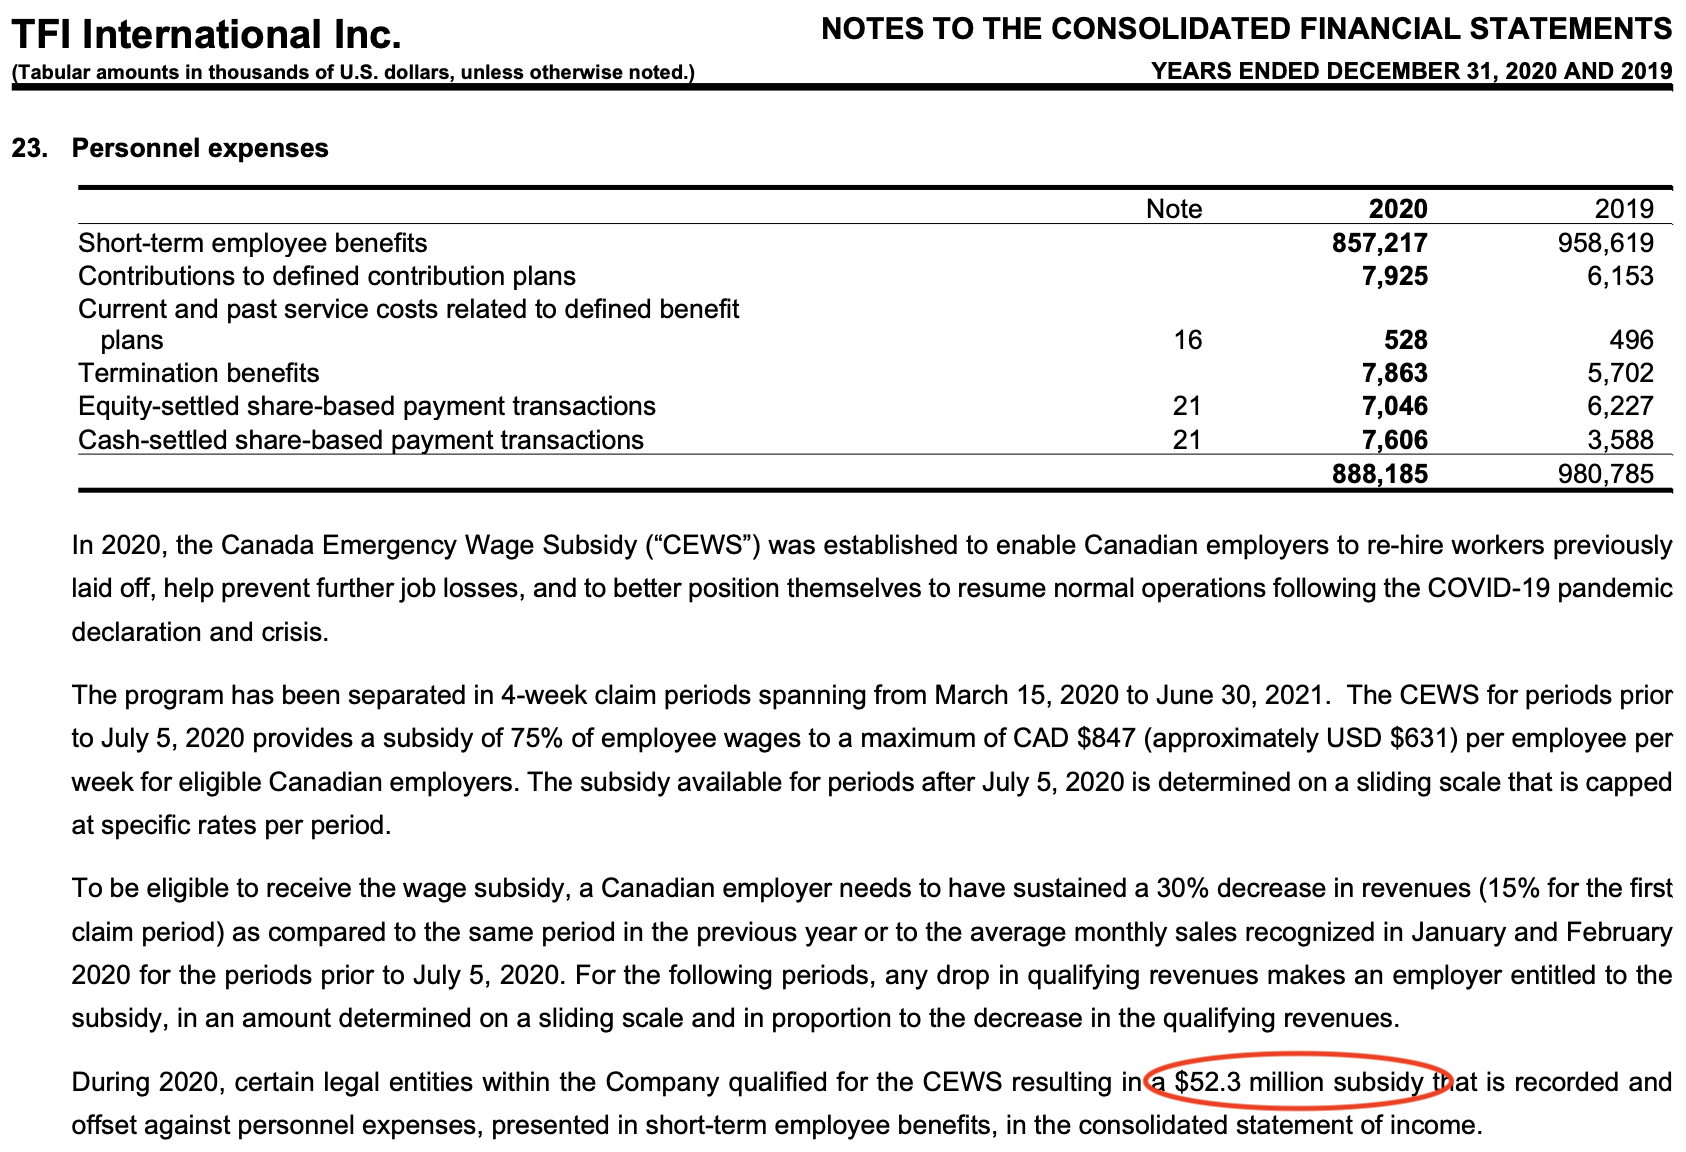 TFI International Inc. NOTES TO THE CONSOLIDATED FINANCIAL STATEMENTS
(Tabular amounts in thousands of U.S. dollars, unless otherwise noted.) YEARS ENDED DECEMBER 31, 2020 AND 2019
23. Personnel expenses
Note 2020 2019
Short-term employee benefits 857,217 958,619
Contributions to defined contribution plans 7,925 6,153
Current and past service costs related to defined benefit
plans 16 528 496
Termination benefits 7,863 5,702
Equity-settled share-based payment transactions 21 7,046 6,227
Cash-settled share-based payment transactions 21 7,606 3,588
888,185 980,785
In 2020, the Canada Emergency Wage Subsidy (“CEWS”) was established to enable Canadian employers to re-hire workers previously
laid off, help prevent further job losses, and to better position themselves to resume normal operations following the COVID-19 pandemic
declaration and crisis.
The program has been separated in 4-week claim periods spanning from March 15, 2020 to June 30, 2021. The CEWS for periods prior
to July 5, 2020 provides a subsidy of 75% of employee wages to a maximum of CAD $847 (approximately USD $631) per employee per
week for eligible Canadian employers. The subsidy available for periods after July 5, 2020 is determined on a sliding scale that is capped
at specific rates per period.
To be eligible to receive the wage subsidy, a Canadian employer needs to have sustained a 30% decrease in revenues (15% for the first
claim period) as compared to the same period in the previous year or to the average monthly sales recognized in January and February
2020 for the periods prior to July 5, 2020. For the following periods, any drop in qualifying revenues makes an employer entitled to the
subsidy, in an amount determined on a sliding scale and in proportion to the decrease in the qualifying revenues.
During 2020, certain legal entities within the Company qualified for the CEWS resulting in a $52.3 million subsidy that is recorded and
offset against personnel expenses, presented in short-term employee benefits, in the consolidated statement of income.